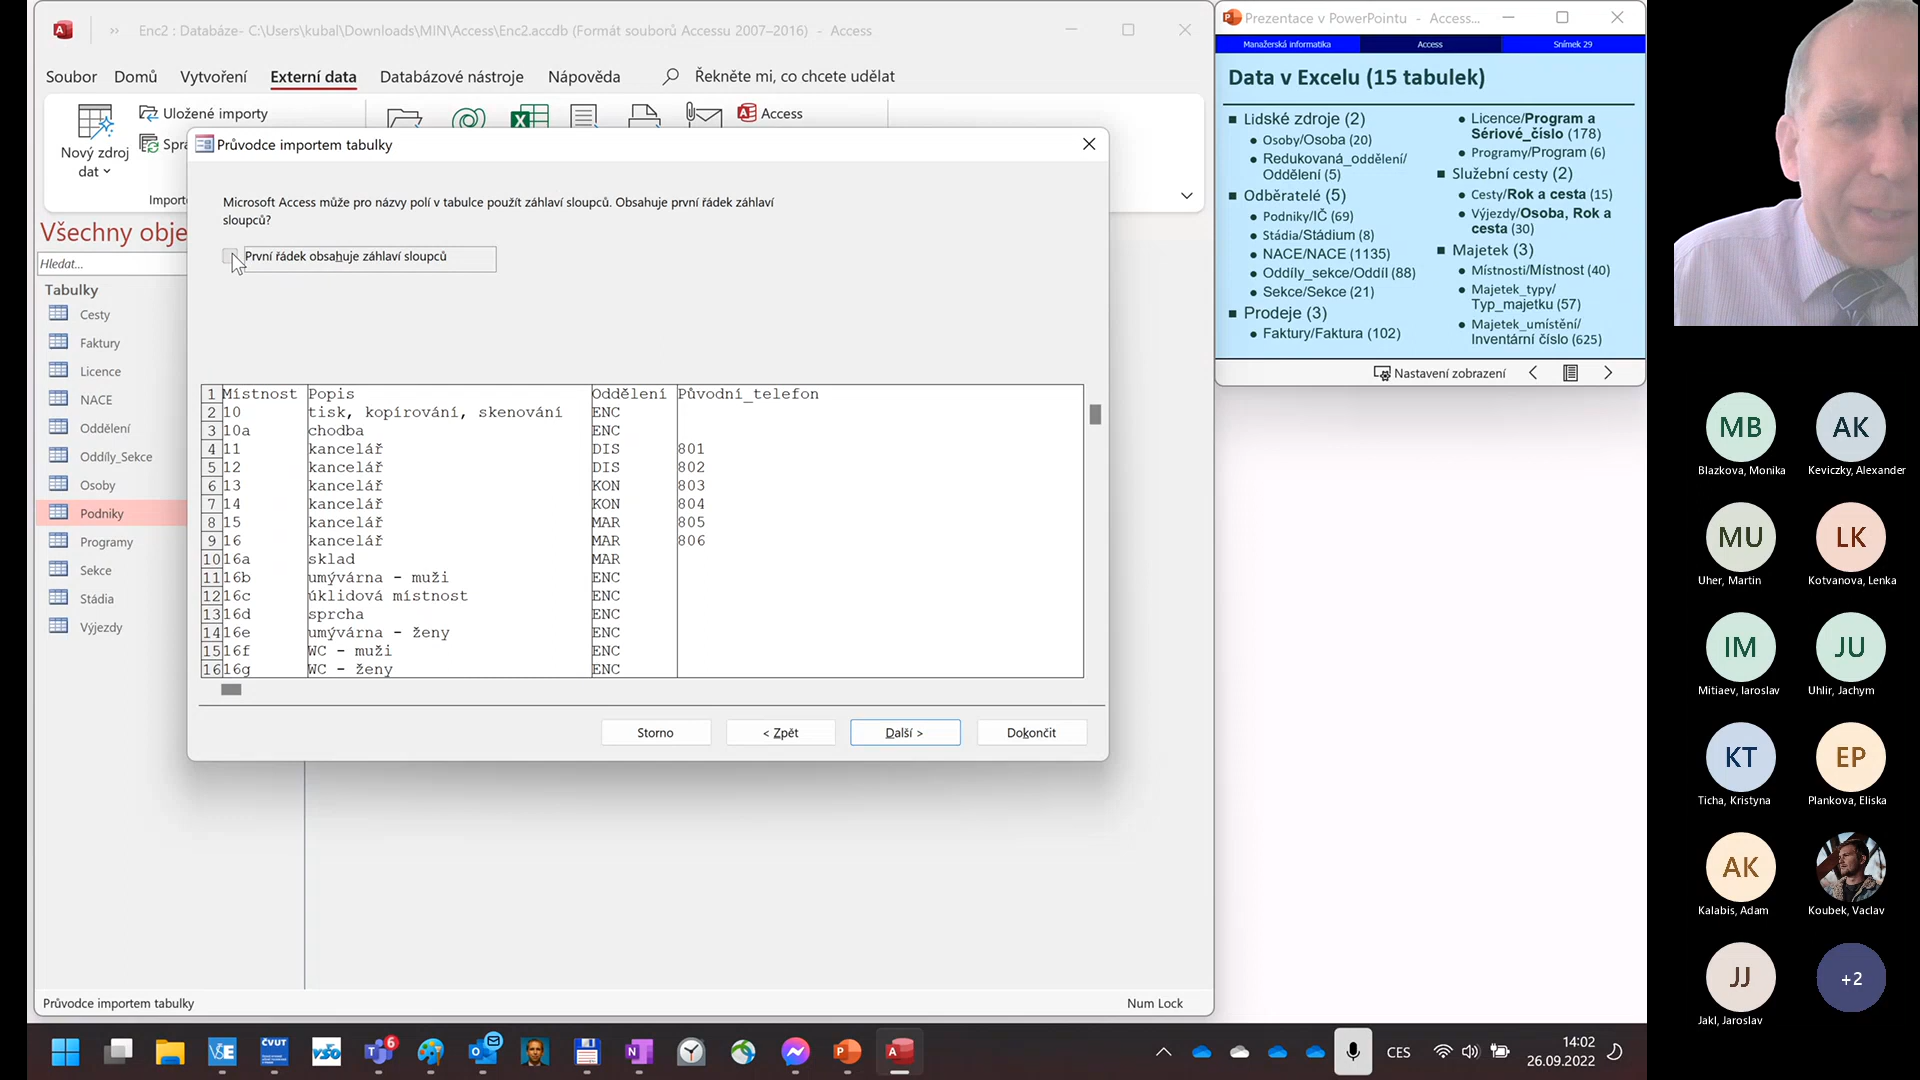 Enc2 : Databáze- C:\Users\kubal\Downloads\MIN\Access\Enc2.accdb (Formát souborů Accessu 2007–2016) - Access
Soubor Domů Vytvoření Externí data Databázové nástroje Nápověda Řekněte mi, co chcete udělat
Nový zdroj
dat
Uložené importy
Access
Všechny obje
Hledat...
Tabulky
Cesty
Faktury
Licence
NACE
Oddělení
Oddíly_Sekce
Osoby
Podniky
Programy
Sekce
Stádia
Výjezdy
Průvodce importem tabulky
Microsoft Access může pro názvy polí v tabulce použít záhlaví sloupců. Obsahuje první řádek záhlaví
sloupců?
První řádek obsahuje záhlaví sloupců
1 Místnost Popis Oddělení Původní_telefon
2 10 tisk, kopírování, skenování ENC
3 10a chodba ENC
4 11 kancelář DIS 801
5 12 kancelář DIS 802
6 13 kancelář KON 803
7 14 kancelář KON 804
8 15 kancelář MAR 805
9 16 kancelář MAR 806
10 16a sklad MAR
11 16b umývárna - muži ENC
12 16c úklidová místnost ENC
13 16d sprcha ENC
14 16e umývárna - ženy ENC
15 16f WC - muži ENC
16 16g WC - ženy ENC
Storno < Zpět Další > Dokončit
Průvodce importem tabulky Num Lock
Prezentace v PowerPointu - Access...
Manažerská informatika Access Snímek 29
Data v Excelu (15 tabulek)
Lidské zdroje (2)
Osoby/Osoba (20)
Redukovaná_oddělení/
Oddělení (5)
Odběratelé (5)
Podniky/IČ (69)
Stádia/Stádium (8)
NACE/NACE (1135)
Oddíly_sekce/Oddíl (88)
Sekce/Sekce (21)
Prodeje (3)
Faktury/Faktura (102)
Licence/Program a
Sériové_číslo (178)
Programy/Program (6)
Služební cesty (2)
Cesty/Rok a cesta (15)
Výjezdy/Osoba, Rok a
cesta (30)
Majetek (3)
Místnosti/Místnost (40)
Majetek_typy/
Typ_majetku (57)
Majetek_umístění/
Inventární číslo (625)
Nastavení zobrazení
MB AK
Blazkova, Monika Keviczky, Alexander
MU LK
Uher, Martin Kotvanova, Lenka
IM JU
Mitiaev, Iaroslav Uhlir, Jachym
KT EP
Ticha, Kristyna Plankova, Eliska
AK
Kalabis, Adam Koubek, Vaclav
JJ +2
Jakl, Jaroslav
CES
14:02
26.09.2022